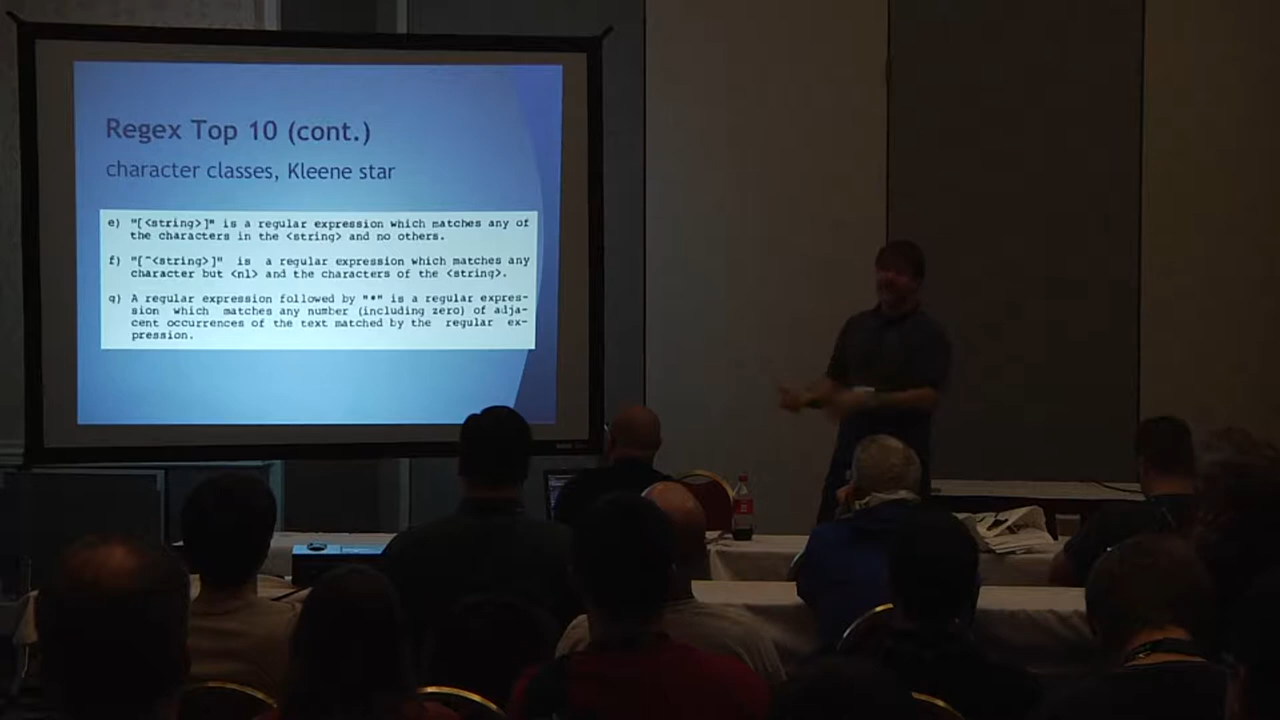 Regex Top 10 (cont.)
character classes, Kleene star
e) "[<string>]" is a regular expression which matches any of
the characters in the <string> and no others.
f) "[^<string>]" is a regular expression which matches any
character but <nl> and the characters of the <string>.
g) A regular expression followed by "*" is a regular expres-
sion which matches any number (including zero) of adja-
cent occurrences of the text matched by the regular ex-
pression.